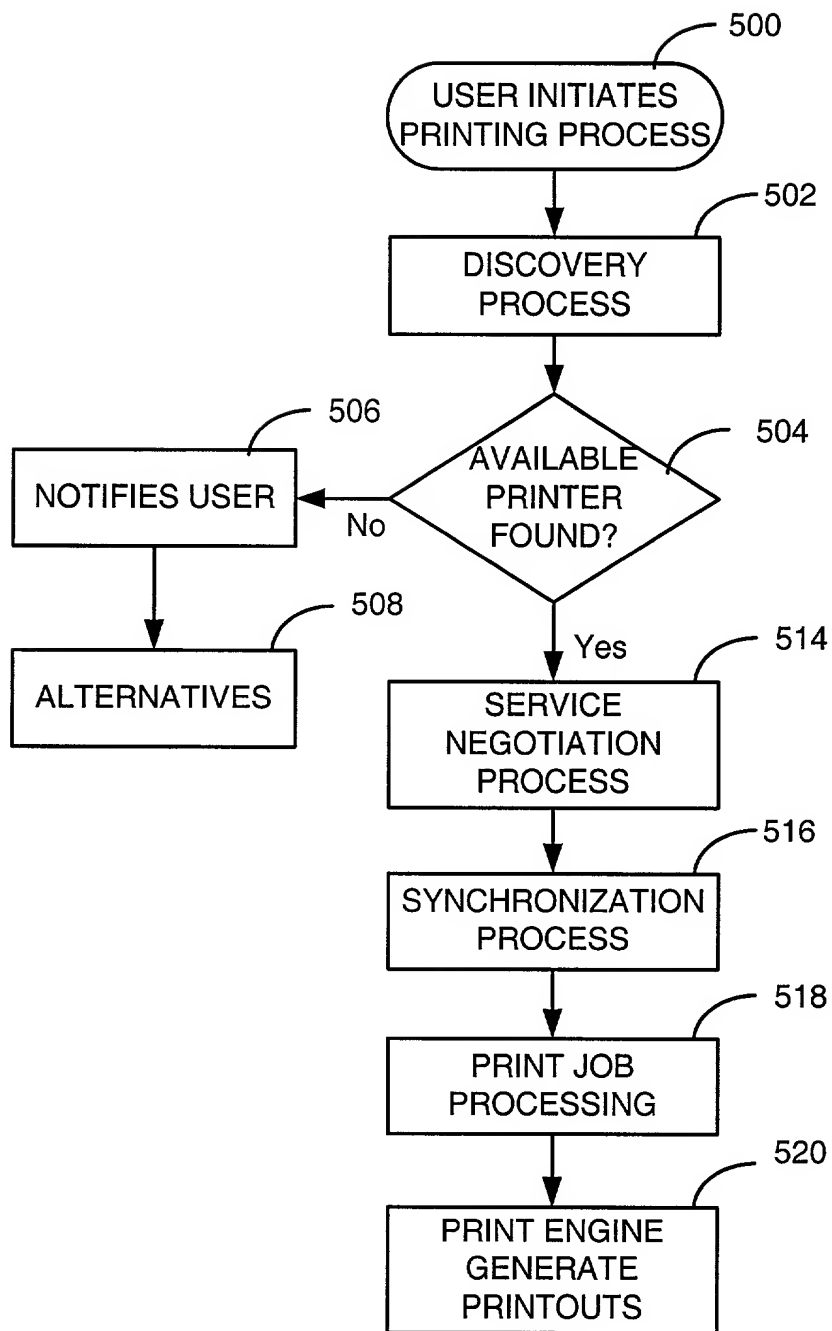 500
USER INITIATES
PRINTING PROCESS
502
DISCOVERY
PROCESS
504
AVAILABLE
PRINTER
FOUND?
No
506
NOTIFIES USER
508
ALTERNATIVES
Yes
514
SERVICE
NEGOTIATION
PROCESS
516
SYNCHRONIZATION
PROCESS
518
PRINT JOB
PROCESSING
520
PRINT ENGINE
GENERATE
PRINTOUTS